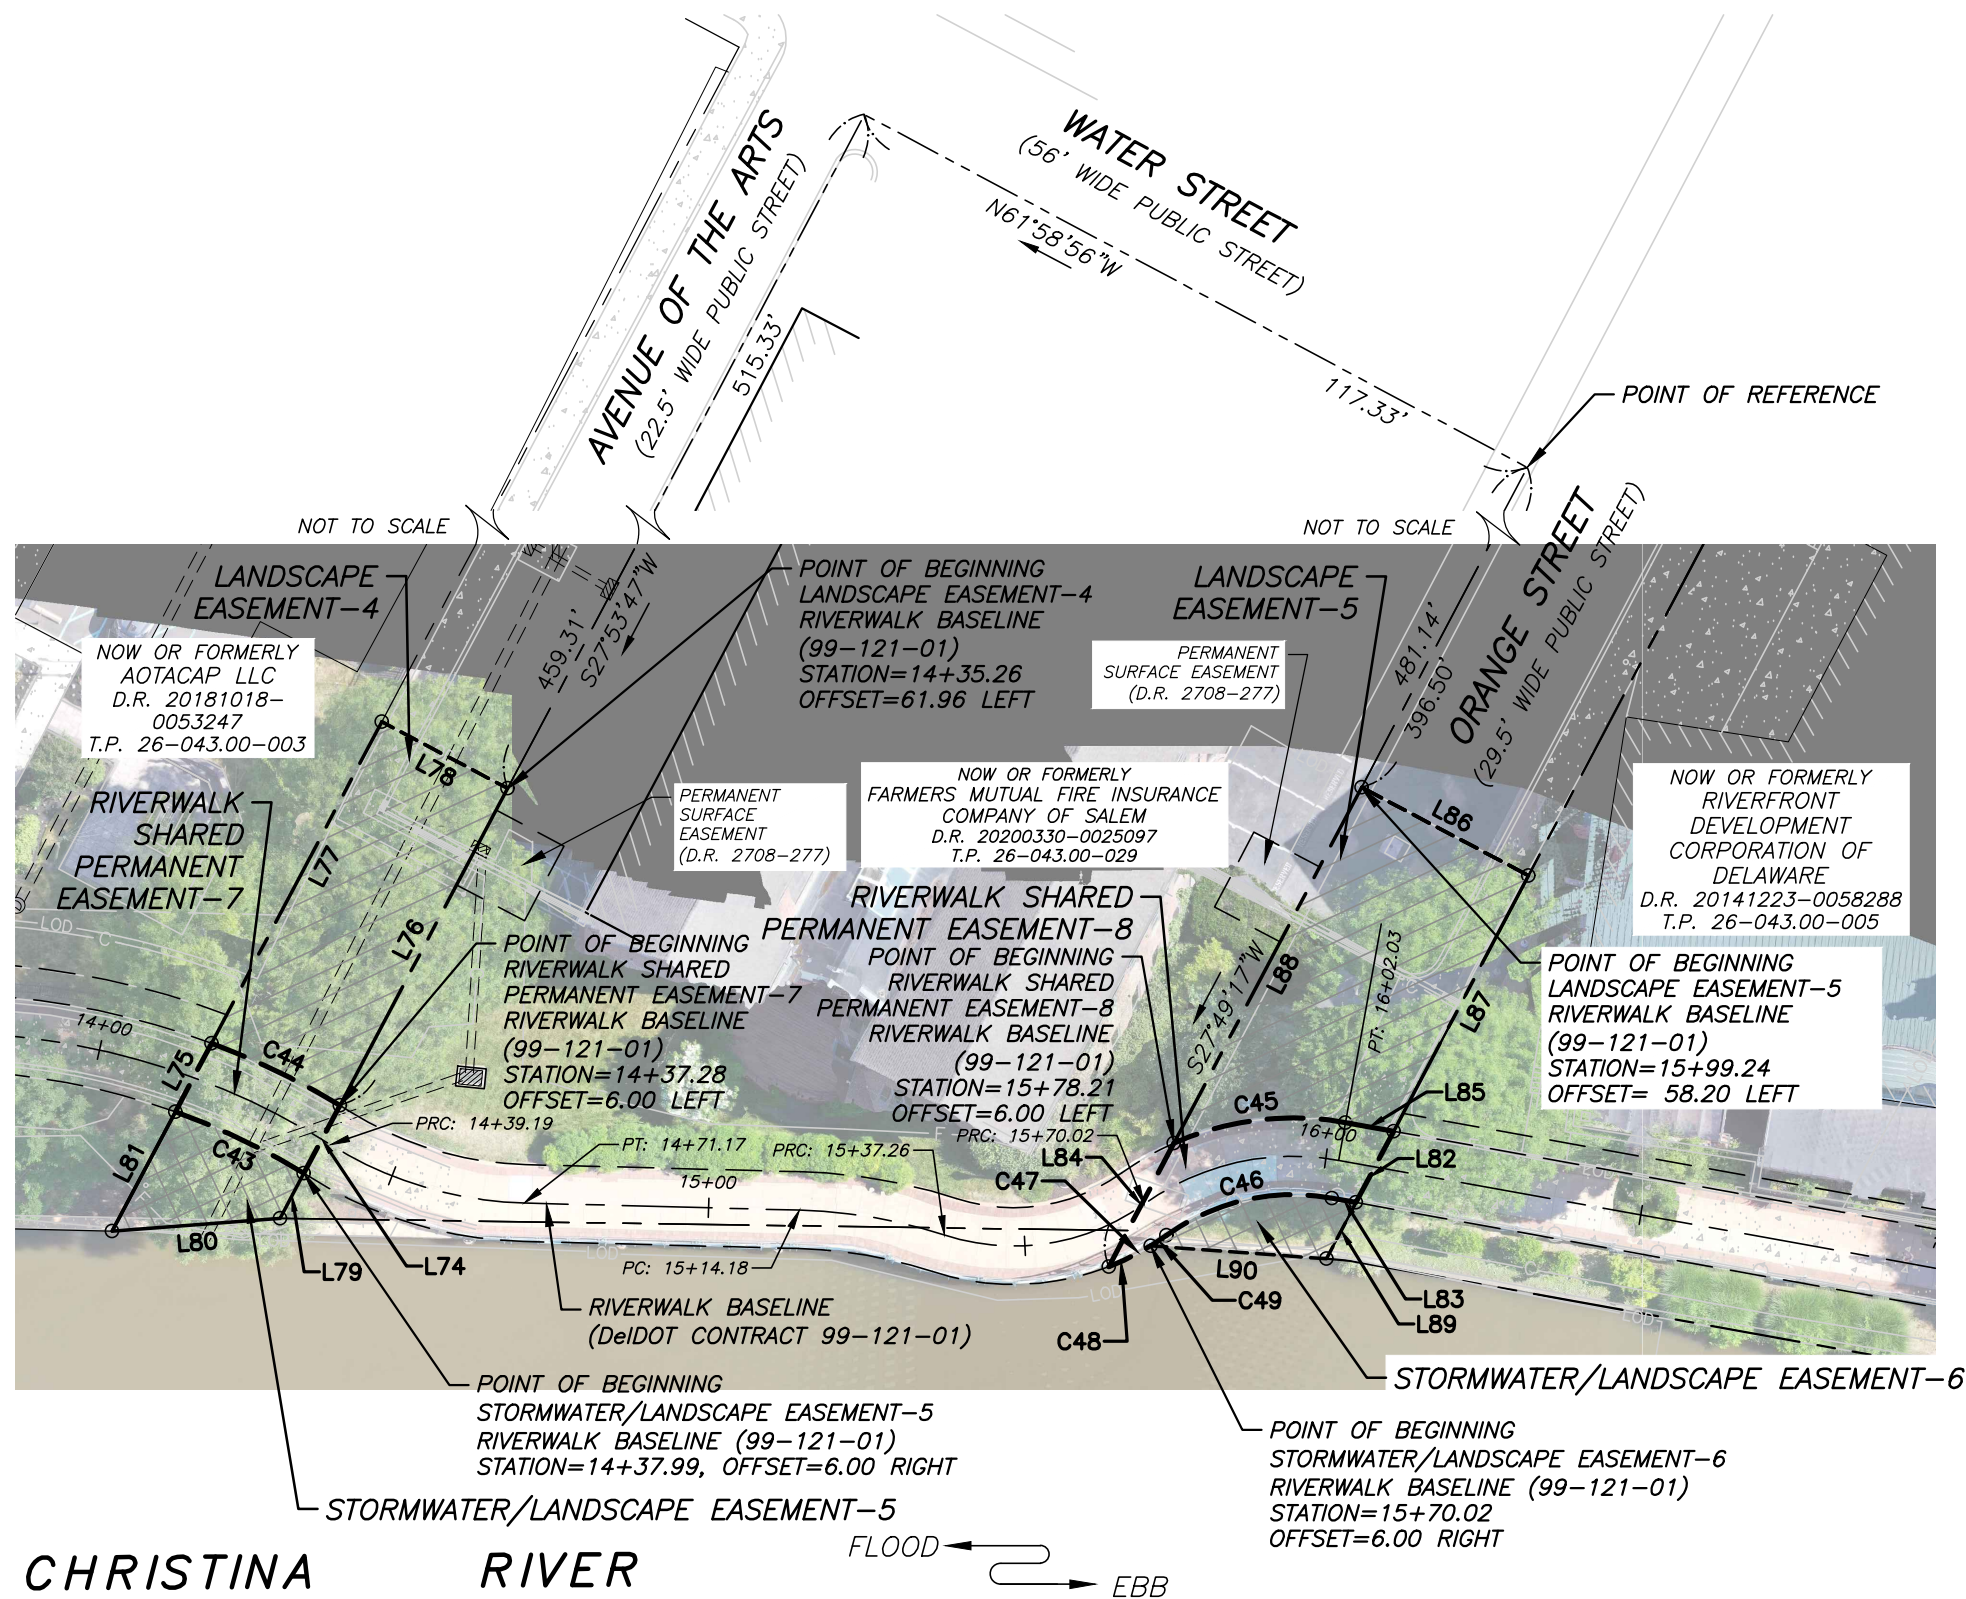 AVENUE OF THE ARTS
(22.5' WIDE PUBLIC STREET)
WATER STREET
(56' WIDE PUBLIC STREET)
N61°58'56"W
117.33'
515.33'
POINT OF REFERENCE
NOT TO SCALE
NOT TO SCALE
ORANGE STREET
(29.5' WIDE PUBLIC STREET)
LANDSCAPE
EASEMENT-4
459.31'
S27°53'47"W
POINT OF BEGINNING
LANDSCAPE EASEMENT-4
RIVERWALK BASELINE
(99-121-01)
STATION=14+35.26
OFFSET=61.96 LEFT
LANDSCAPE
EASEMENT-5
481.14'
396.50'
NOW OR FORMERLY
AOTACAP LLC
D.R. 20181018-
0053247
T.P. 26-043.00-003
PERMANENT
SURFACE EASEMENT
(D.R. 2708-277)
L78
RIVERWALK
SHARED
PERMANENT
EASEMENT-7
L77
L76
PERMANENT
SURFACE
EASEMENT
(D.R. 2708-277)
NOW OR FORMERLY
FARMERS MUTUAL FIRE INSURANCE
COMPANY OF SALEM
D.R. 20200330-0025097
T.P. 26-043.00-029
L86
NOW OR FORMERLY
RIVERFRONT
DEVELOPMENT
CORPORATION OF
DELAWARE
D.R. 20141223-0058288
T.P. 26-043.00-005
LOD
C
RIVERWALK SHARED
PERMANENT EASEMENT-8
POINT OF BEGINNING
RIVERWALK SHARED
PERMANENT EASEMENT-7
RIVERWALK BASELINE
(99-121-01)
STATION=14+37.28
OFFSET=6.00 LEFT
POINT OF BEGINNING
RIVERWALK SHARED
PERMANENT EASEMENT-8
RIVERWALK BASELINE
(99-121-01)
STATION=15+78.21
OFFSET=6.00 LEFT
S27°49'17"W
L88
PT: 16+02.03
L87
POINT OF BEGINNING
LANDSCAPE EASEMENT-5
RIVERWALK BASELINE
(99-121-01)
STATION=15+99.24
OFFSET= 58.20 LEFT
14+00
C44
L75
C43
L81
PRC: 14+39.19
PT: 14+71.17
PRC: 15+37.26
PRC: 15+70.02
15+00
L84
C47
C45
16+00
C46
L85
L82
L80
L79
L74
PC: 15+14.18
LOD
LOD
LOD
LOD
L90
C49
C48
L83
L89
RIVERWALK BASELINE
(DelDOT CONTRACT 99-121-01)
STORMWATER/LANDSCAPE EASEMENT-6
POINT OF BEGINNING
STORMWATER/LANDSCAPE EASEMENT-5
RIVERWALK BASELINE (99-121-01)
STATION=14+37.99, OFFSET=6.00 RIGHT
POINT OF BEGINNING
STORMWATER/LANDSCAPE EASEMENT-6
RIVERWALK BASELINE (99-121-01)
STATION=15+70.02
OFFSET=6.00 RIGHT
STORMWATER/LANDSCAPE EASEMENT-5
CHRISTINA RIVER
FLOOD
EBB